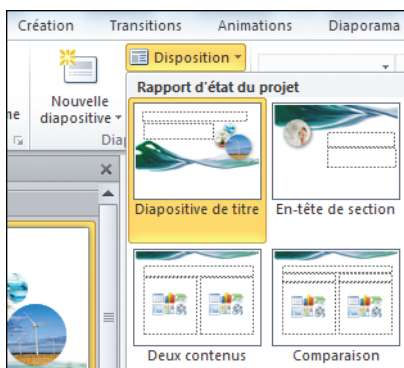 Création Transitions Animations Diaporama
Disposition
Rapport d'état du projet
Nouvelle
diapositive
Diapositive de titre En-tête de section
Deux contenus Comparaison